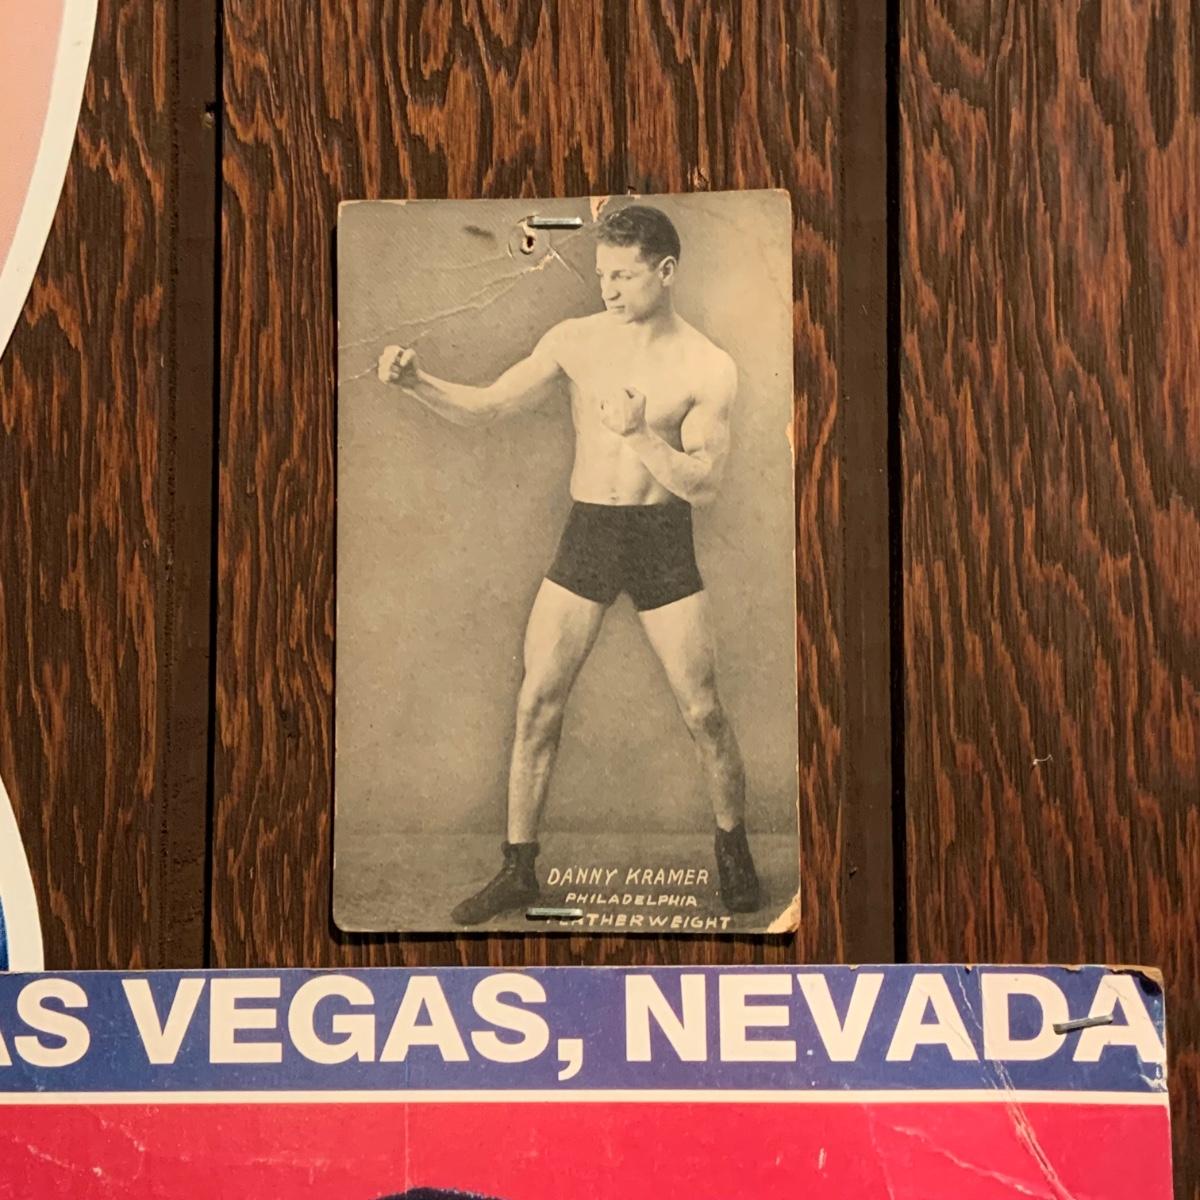 DANNY KRAMER
PHILADELPHIA
FEATHERWEIGHT
AS VEGAS, NEVADA